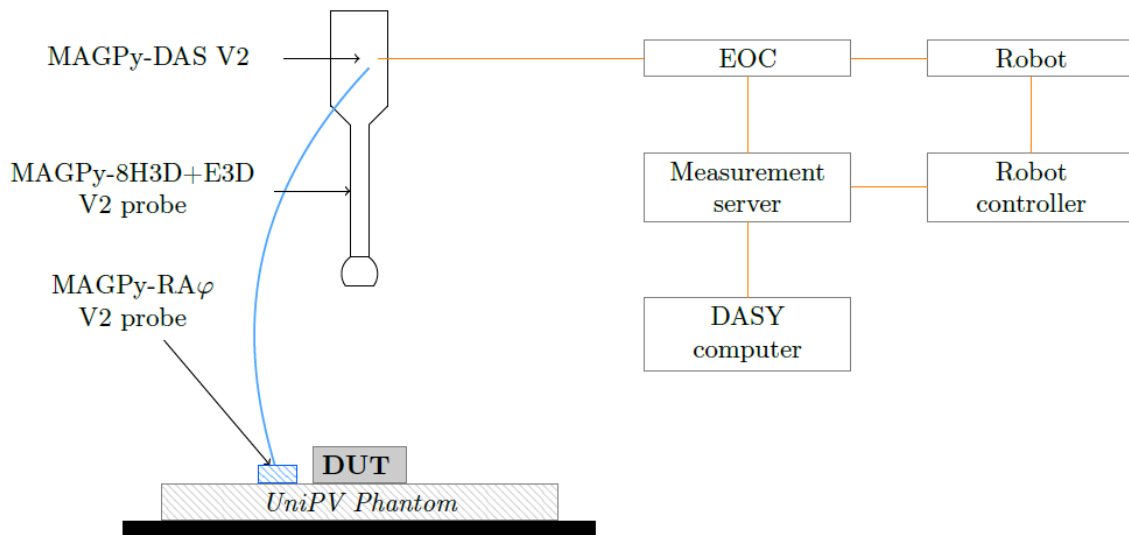 MAGPy-DAS V2
EOC
Robot
MAGPy-8H3D+E3D
V2 probe
Measurement
server
Robot
controller
MAGPy-RAφ
V2 probe
DASY
computer
DUT
UniPV Phantom